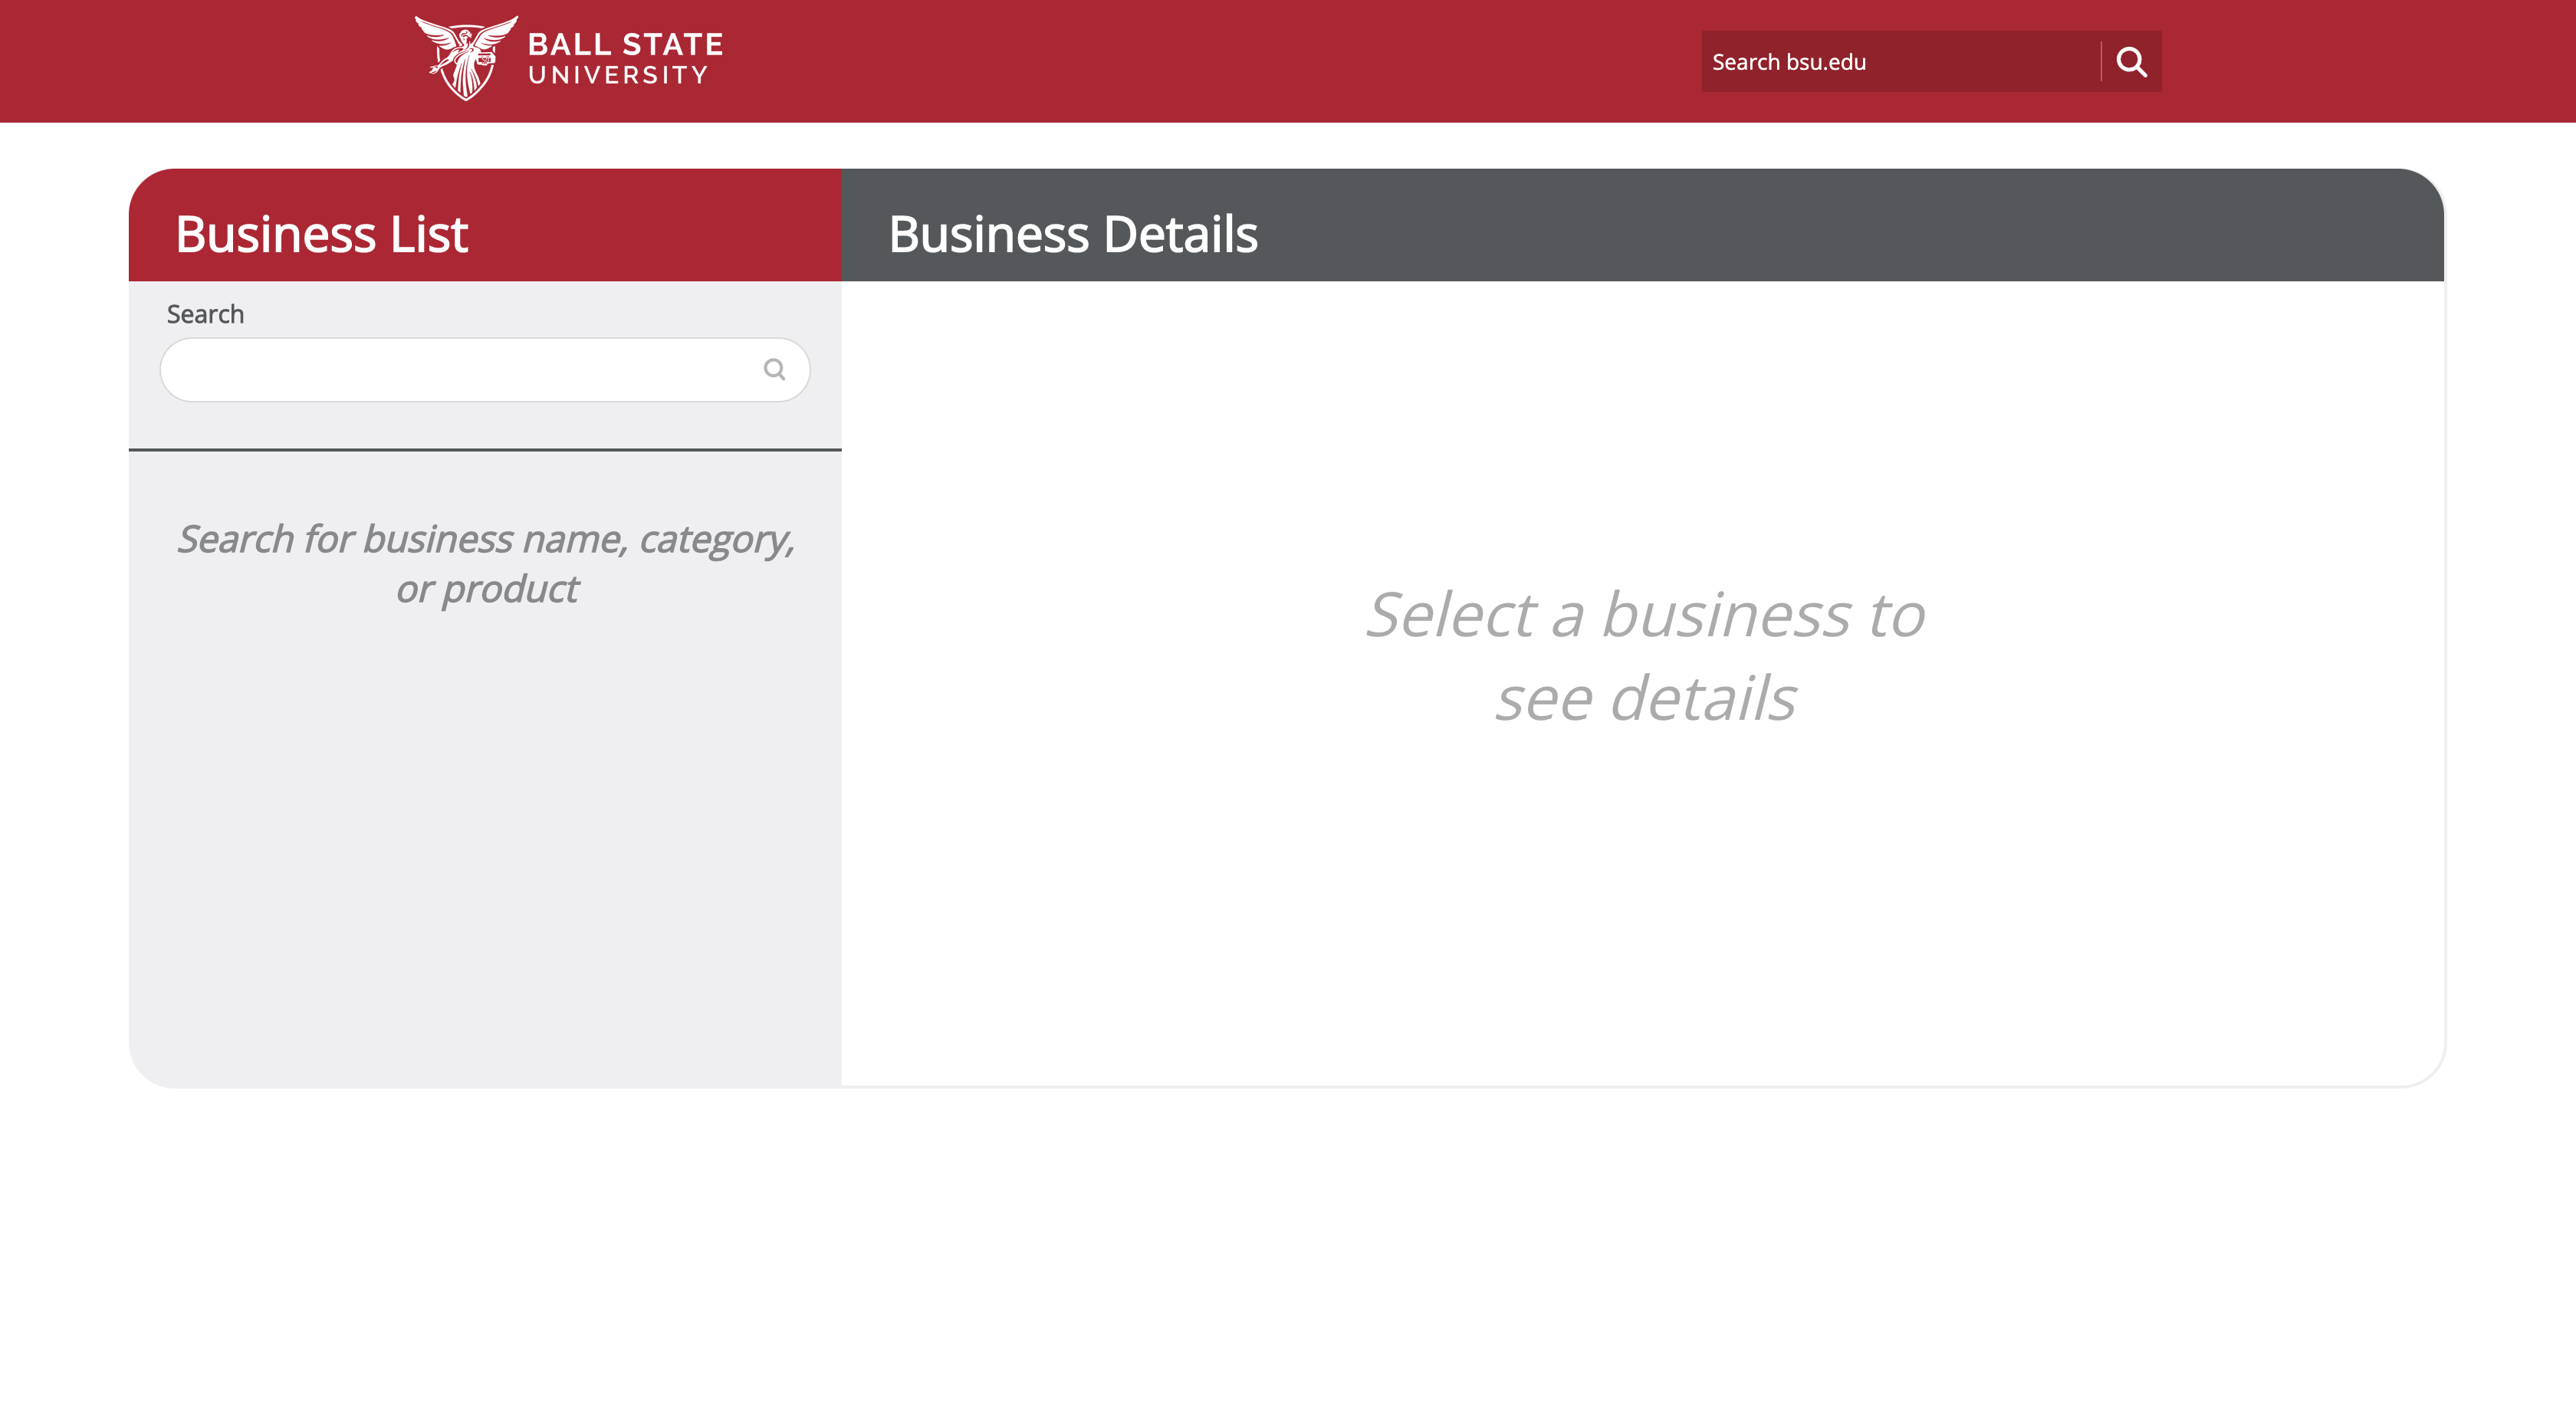 BALL STATE
UNIVERSITY
Search bsu.edu
Business List
Business Details
Search
Search for business name, category,
or product
Select a business to
see details